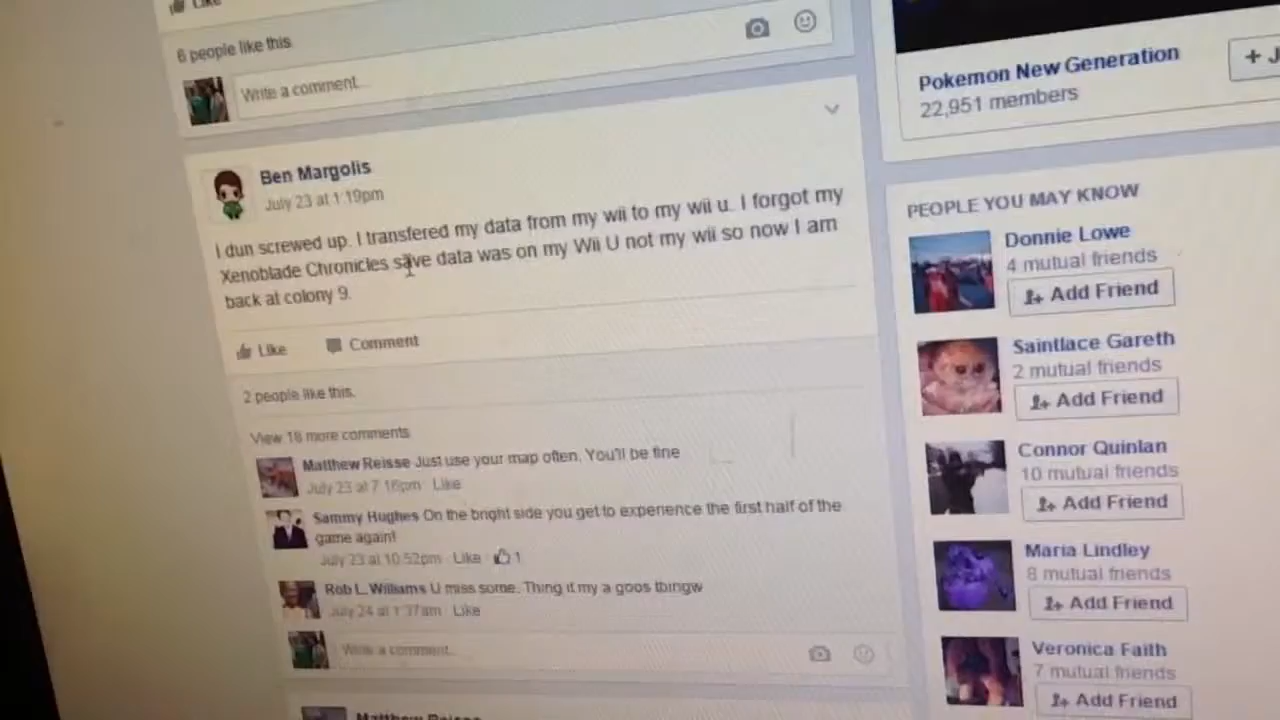 Like
6 people like this.
Write a comment...
Ben Margolis
July 23 at 1:19pm
I dun screwed up. I transfered my data from my wii to my wii u. I forgot my
Xenoblade Chronicles save data was on my Wii U not my wii so now I am
back at colony 9.
Like Comment
2 people like this.
View 18 more comments
Matthew Reisse Just use your map often. You'll be fine
July 23 at 7:16pm · Like
Sammy Hughes On the bright side you get to experience the first half of the
game again!
July 23 at 10:52pm · Like 1
Rob L. Williams U miss some. Thing if my a goos thingw
July 24 at 1:37am · Like
Write a comment...
Matthew Reisse
Pokemon New Generation
22,951 members
+ J
PEOPLE YOU MAY KNOW
Donnie Lowe
4 mutual friends
Add Friend
Saintlace Gareth
2 mutual friends
Add Friend
Connor Quinlan
10 mutual friends
Add Friend
Maria Lindley
8 mutual friends
Add Friend
Veronica Faith
7 mutual friends
Add Friend